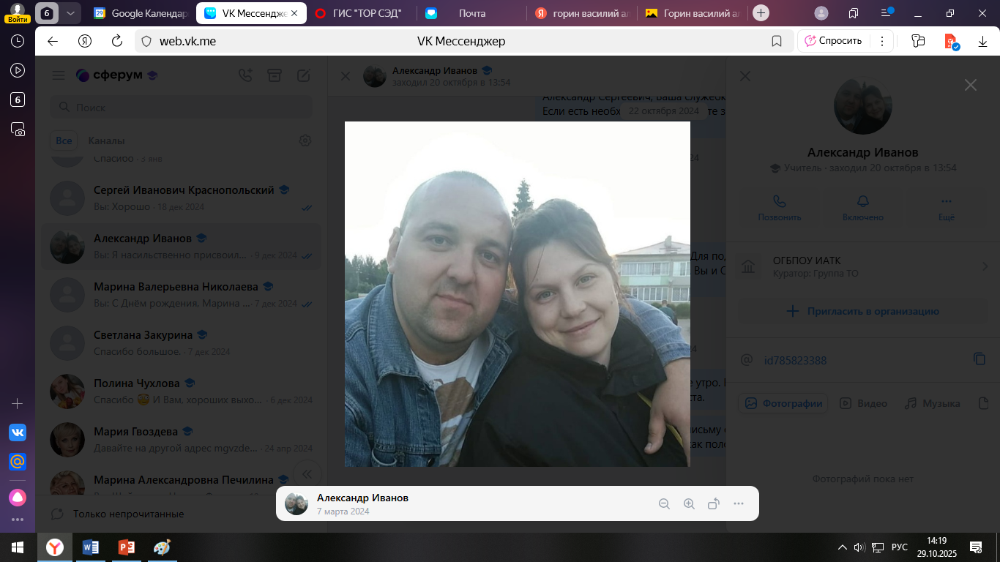 Войти
6
Google Календар
VK Мессендже
ГИС "ТОР СЭД"
Почта
горин василий ал
Горин василий ал
web.vk.me
VK Мессенджер
Спросить
6
сферум
Поиск
Все
Каналы
Спасибо · 3 янв
Сергей Иванович Краснопольский
Вы: Хорошо · 18 дек 2024
Александр Иванов
Вы: Я насильственно присвоил... · 9 дек 2024
Марина Валерьевна Николаева
Вы: С Днём рождения, Марина ... · 7 дек 2024
Светлана Закурина
Спасибо большое. · 7 дек 2024
Полина Чухлова
Спасибо 😳 И Вам, хороших выхо... · 6 дек 2024
Мария Гвоздева
Давайте на другой адрес mgvzde... · 24 апр 2024
Марина Александровна Печилина
Только непрочитанные
Александр Иванов
заходил 20 октября в 13:54
Александр Сергеевич, Ваша служебк
Если есть необх
22 октября 2024
те з
24
Для по
Вы и С
е утро.
ста.
исьму
как поло
Александр Иванов
7 марта 2024
Александр Иванов
Учитель · заходил 20 октября в 13:54
Позвонить
Включено
Ещё
ОГБПОУ ИАТК
Куратор: Группа ТО
Пригласить в организацию
id785823388
Фотографии
Видео
Музыка
Фотографий пока нет
РУС
14:19
29.10.2025